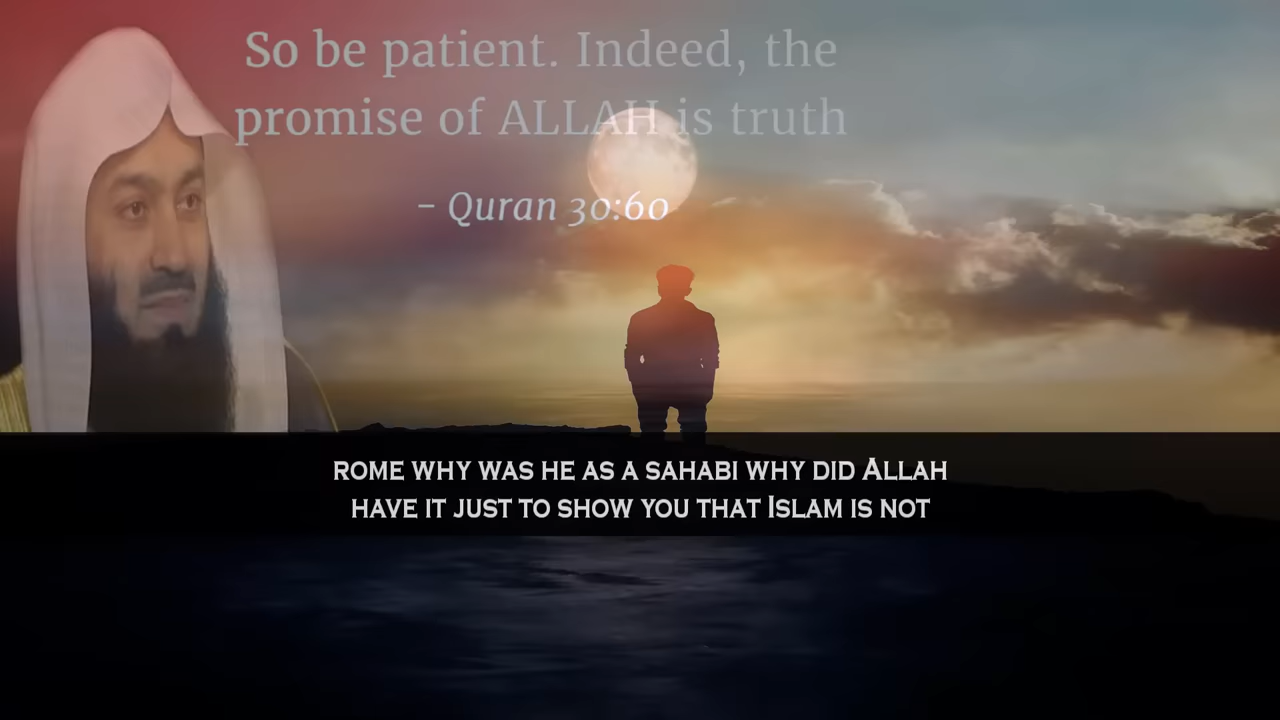 So be patient. Indeed, the
promise of ALLAH is truth
- Quran 30:60
ROME WHY WAS HE AS A SAHABI WHY DID ALLAH
HAVE IT JUST TO SHOW YOU THAT ISLAM IS NOT